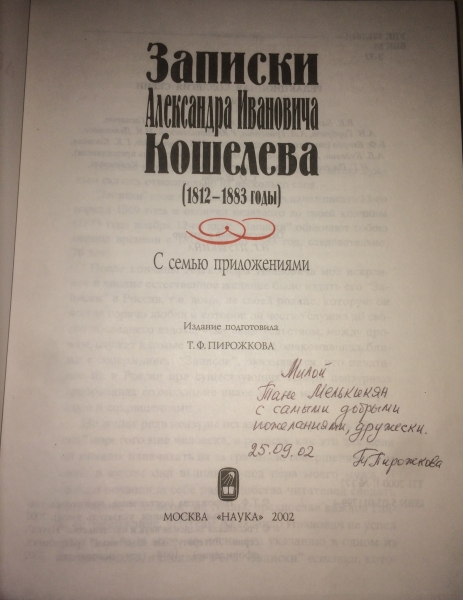 Записки
Александра Ивановича
Кошелева
(1812–1883 годы)
С семью приложениями
Издание подготовила
Т.Ф.ПИРОЖКОВА
Милой
Тане Мелькикян
с самыми добрыми
пожеланиями, дружески.
25.09.02 Т.Пирожкова
МОСКВА «НАУКА» 2002